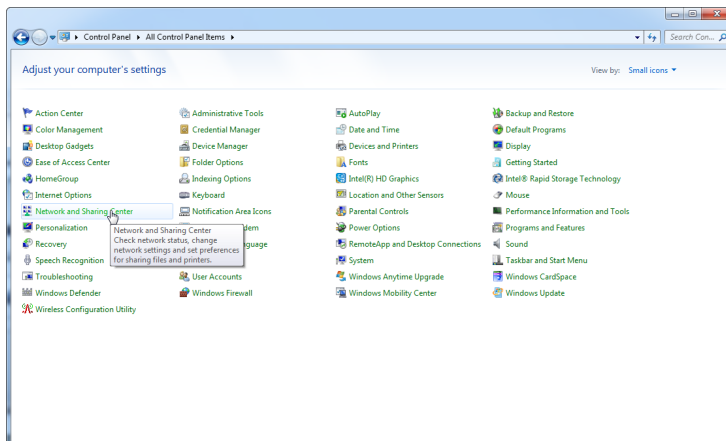 Control Panel ▸ All Control Panel Items ▸
Search Con...
Adjust your computer's settings
View by: Small icons
Action Center
Administrative Tools
AutoPlay
Backup and Restore
Color Management
Credential Manager
Date and Time
Default Programs
Desktop Gadgets
Device Manager
Devices and Printers
Display
Ease of Access Center
Folder Options
Fonts
Getting Started
HomeGroup
Indexing Options
Intel(R) HD Graphics
Intel® Rapid Storage Technology
Internet Options
Keyboard
Location and Other Sensors
Mouse
Network and Sharing Center
Notification Area Icons
Parental Controls
Performance Information and Tools
Personalization
Power Options
Programs and Features
Recovery
RemoteApp and Desktop Connections
Sound
Speech Recognition
System
Taskbar and Start Menu
Network and Sharing Center
Check network status, change
network settings and set preferences
for sharing files and printers.
Troubleshooting
User Accounts
Windows Anytime Upgrade
Windows CardSpace
Windows Defender
Windows Firewall
Windows Mobility Center
Windows Update
Wireless Configuration Utility